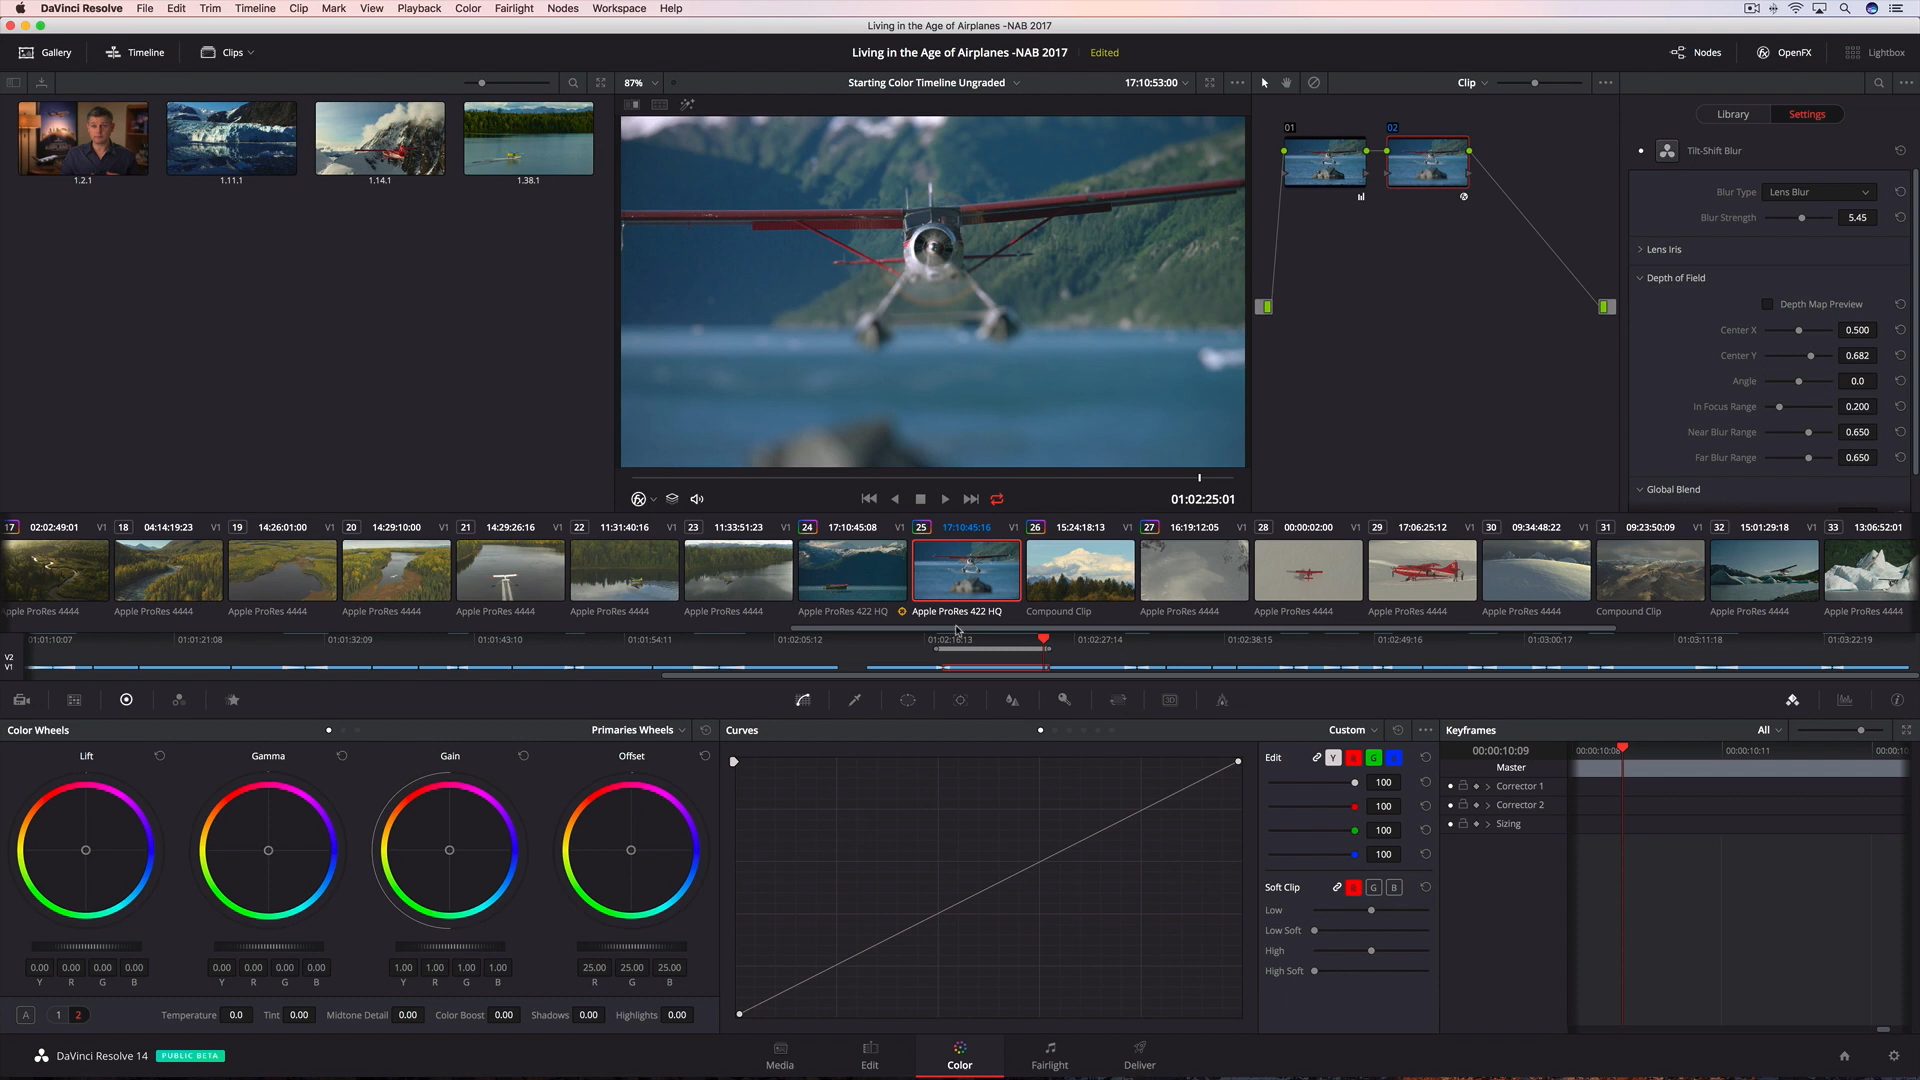 DaVinci Resolve File Edit Trim Timeline Clip Mark View Playback Color Fairlight Nodes Workspace Help
Living in the Age of Airplanes -NAB 2017
Gallery Timeline Clips Living in the Age of Airplanes -NAB 2017 Edited Nodes OpenFX Lightbox
87% Starting Color Timeline Ungraded 17:10:53:00 Clip
Library Settings
01 02
Tilt-Shift Blur
1.2.1 1.11.1 1.14.1 1.38.1
Blur Type Lens Blur
Blur Strength 5.45
Lens Iris
Depth of Field
Depth Map Preview
Center X 0.500
Center Y 0.682
Angle 0.0
In Focus Range 0.200
Near Blur Range 0.650
Far Blur Range 0.650
Global Blend
01:02:25:01
17 02:02:49:01 V1 18 04:14:19:23 V1 19 14:26:01:00 V1 20 14:29:10:00 V1 21 14:29:26:16 V1 22 11:31:40:16 V1 23 11:33:51:23 V1 24 17:10:45:08 V1 25 17:10:45:16 V1 26 15:24:18:13 V1 27 16:19:12:05 V1 28 00:00:02:00 V1 29 17:06:25:12 V1 30 09:34:48:22 V1 31 09:23:50:09 V1 32 15:01:29:18 V1 33 13:06:52:01
Apple ProRes 4444 Apple ProRes 4444 Apple ProRes 4444 Apple ProRes 4444 Apple ProRes 4444 Apple ProRes 4444 Apple ProRes 4444 Apple ProRes 422 HQ Apple ProRes 422 HQ Compound Clip Apple ProRes 4444 Apple ProRes 4444 Apple ProRes 4444 Apple ProRes 4444 Compound Clip Apple ProRes 4444 Apple ProRes 4444
01:01:10:07 01:01:21:08 01:01:32:09 01:01:43:10 01:01:54:11 01:02:05:12 01:02:16:13 01:02:27:14 01:02:38:15 01:02:49:16 01:03:00:17 01:03:11:18 01:03:22:19
V2
V1
Color Wheels Primaries Wheels Curves Custom Keyframes All
Lift Gamma Gain Offset
0.00 0.00 0.00 0.00 0.00 0.00 0.00 0.00 1.00 1.00 1.00 1.00 25.00 25.00 25.00
Y R G B Y R G B Y R G B R G B
A 1 2 Temperature 0.0 Tint 0.00 Midtone Detail 0.00 Color Boost 0.00 Shadows 0.00 Highlights 0.00
Edit Y R G B
100
100
100
100
Soft Clip R G B
Low
Low Soft
High
High Soft
00:00:10:09 00:00:10:08 00:00:10:11 00:00:10
Master
Corrector 1
Corrector 2
Sizing
DaVinci Resolve 14 PUBLIC BETA Media Edit Color Fairlight Deliver